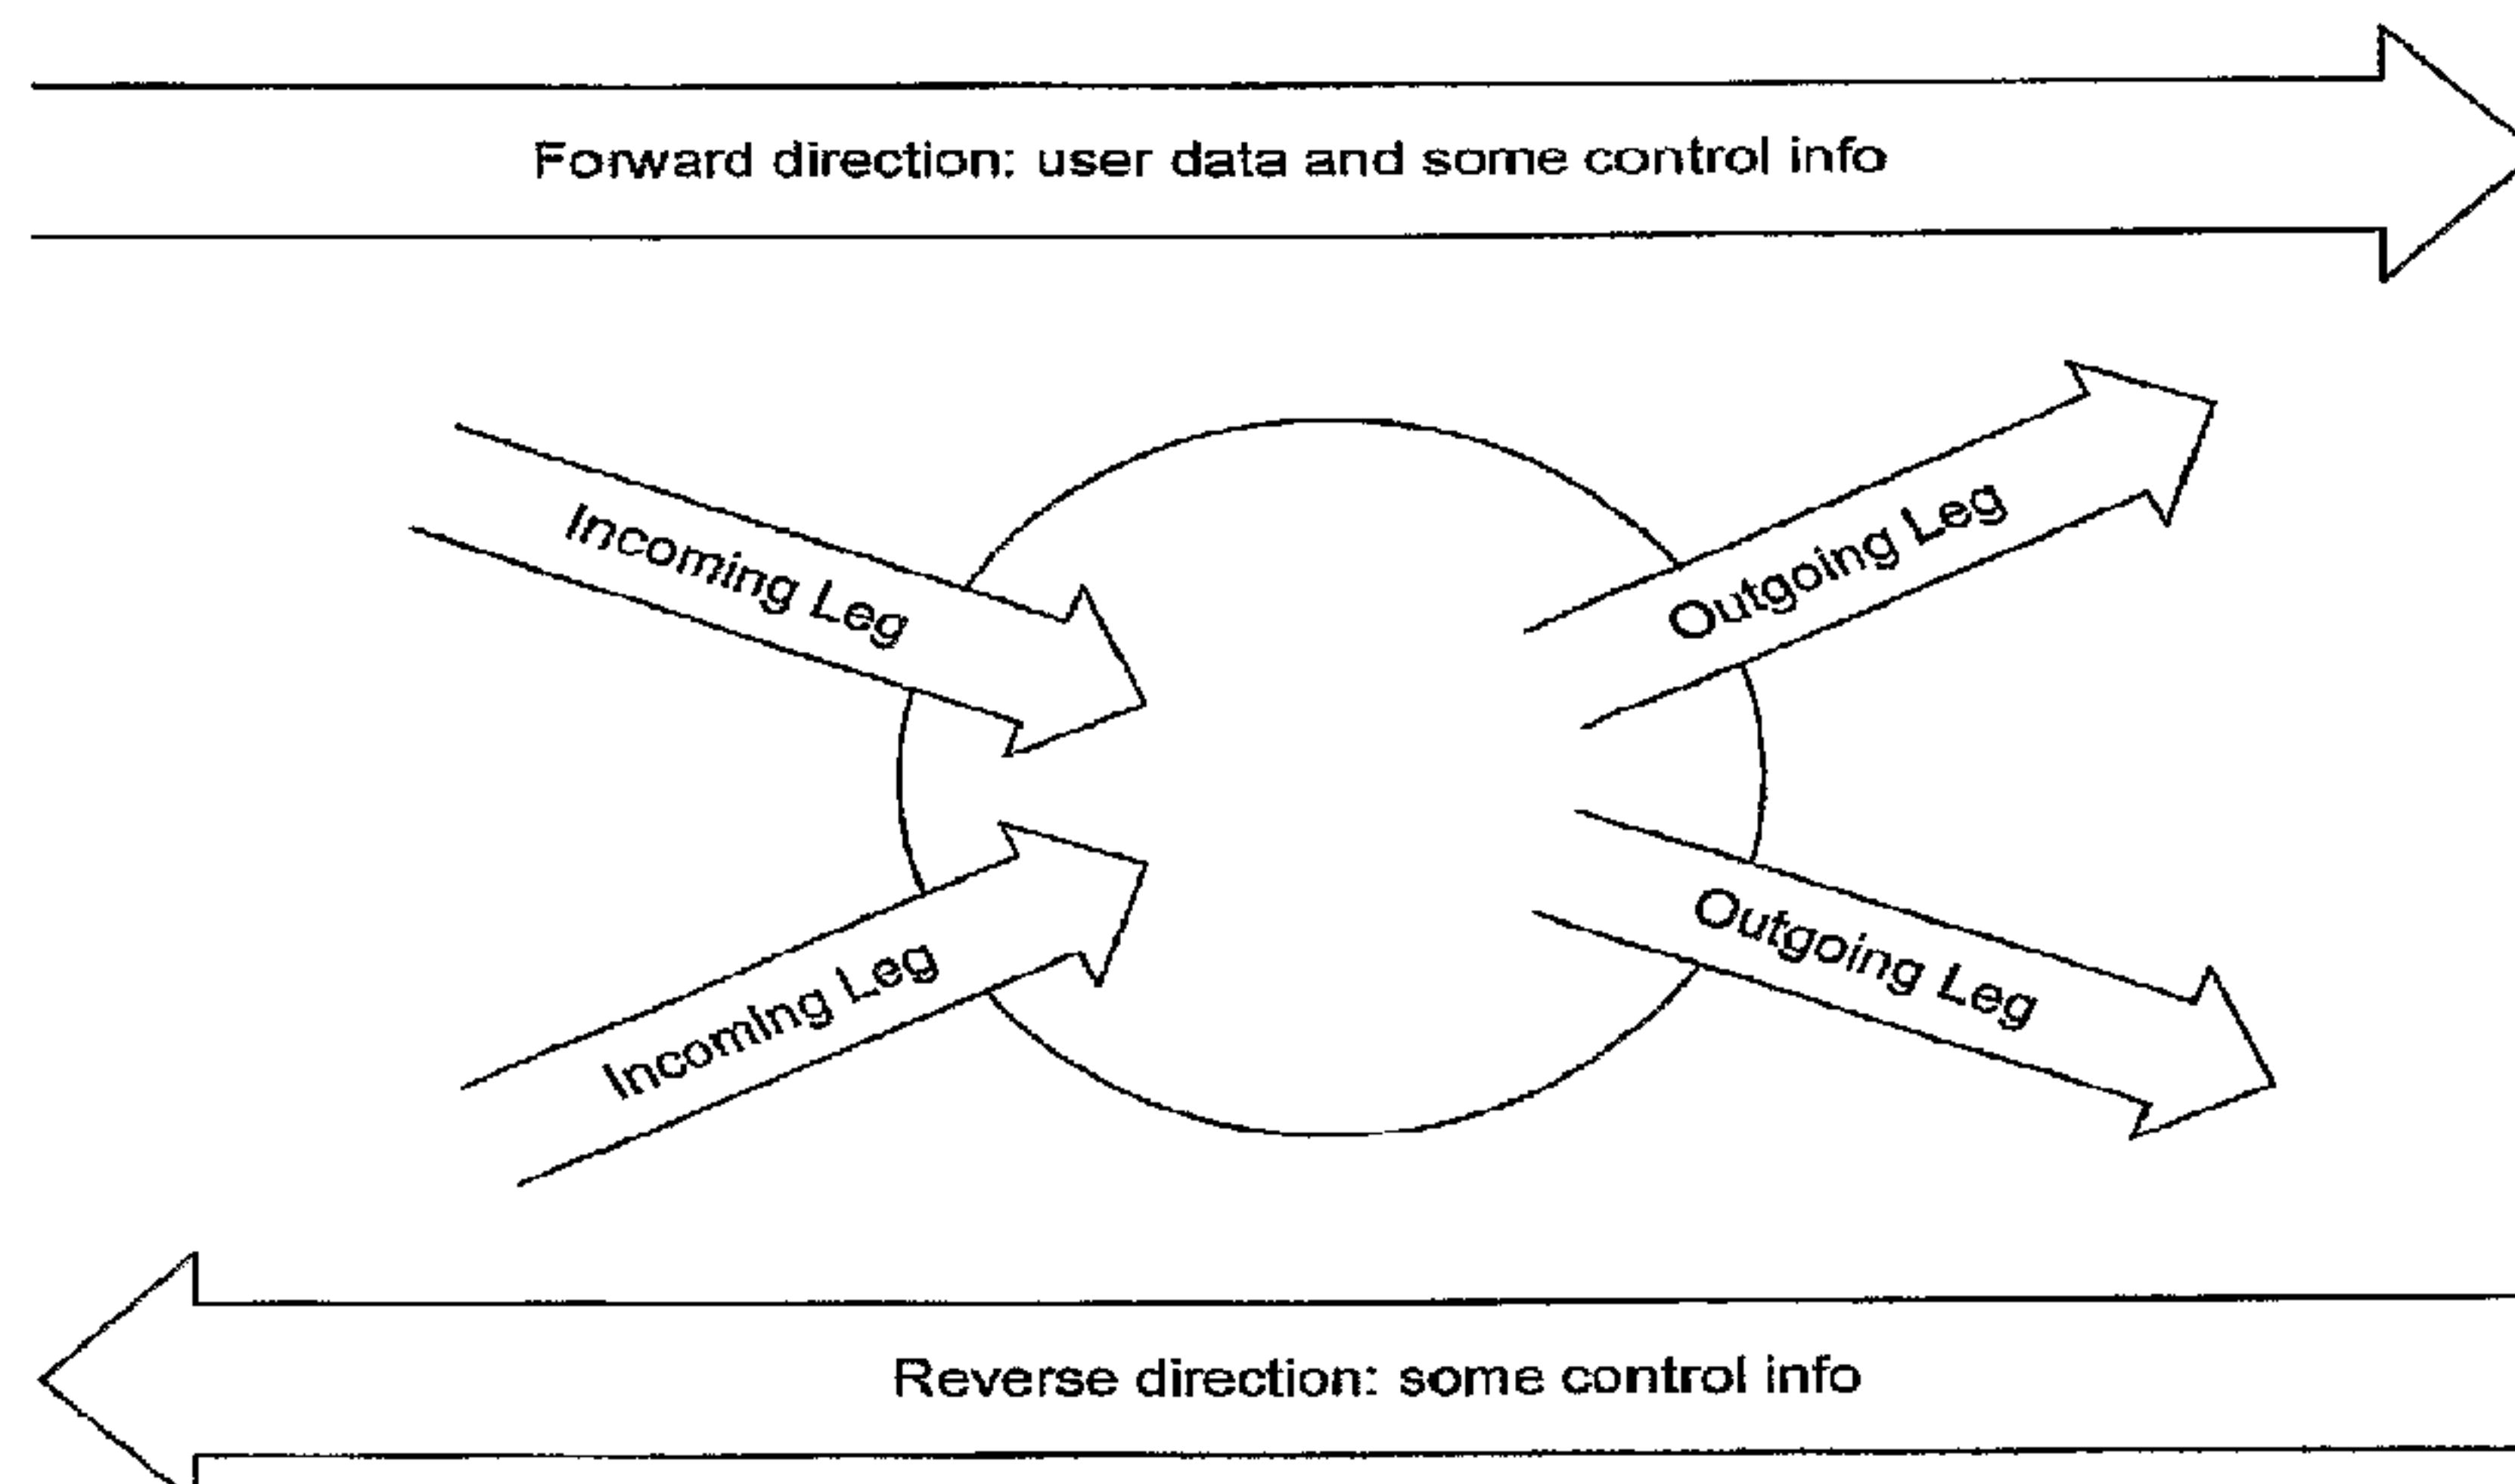 Forward direction: user data and some control info
Incoming Leg
Outgoing Leg
Incoming Leg
Outgoing Leg
Reverse direction: some control info